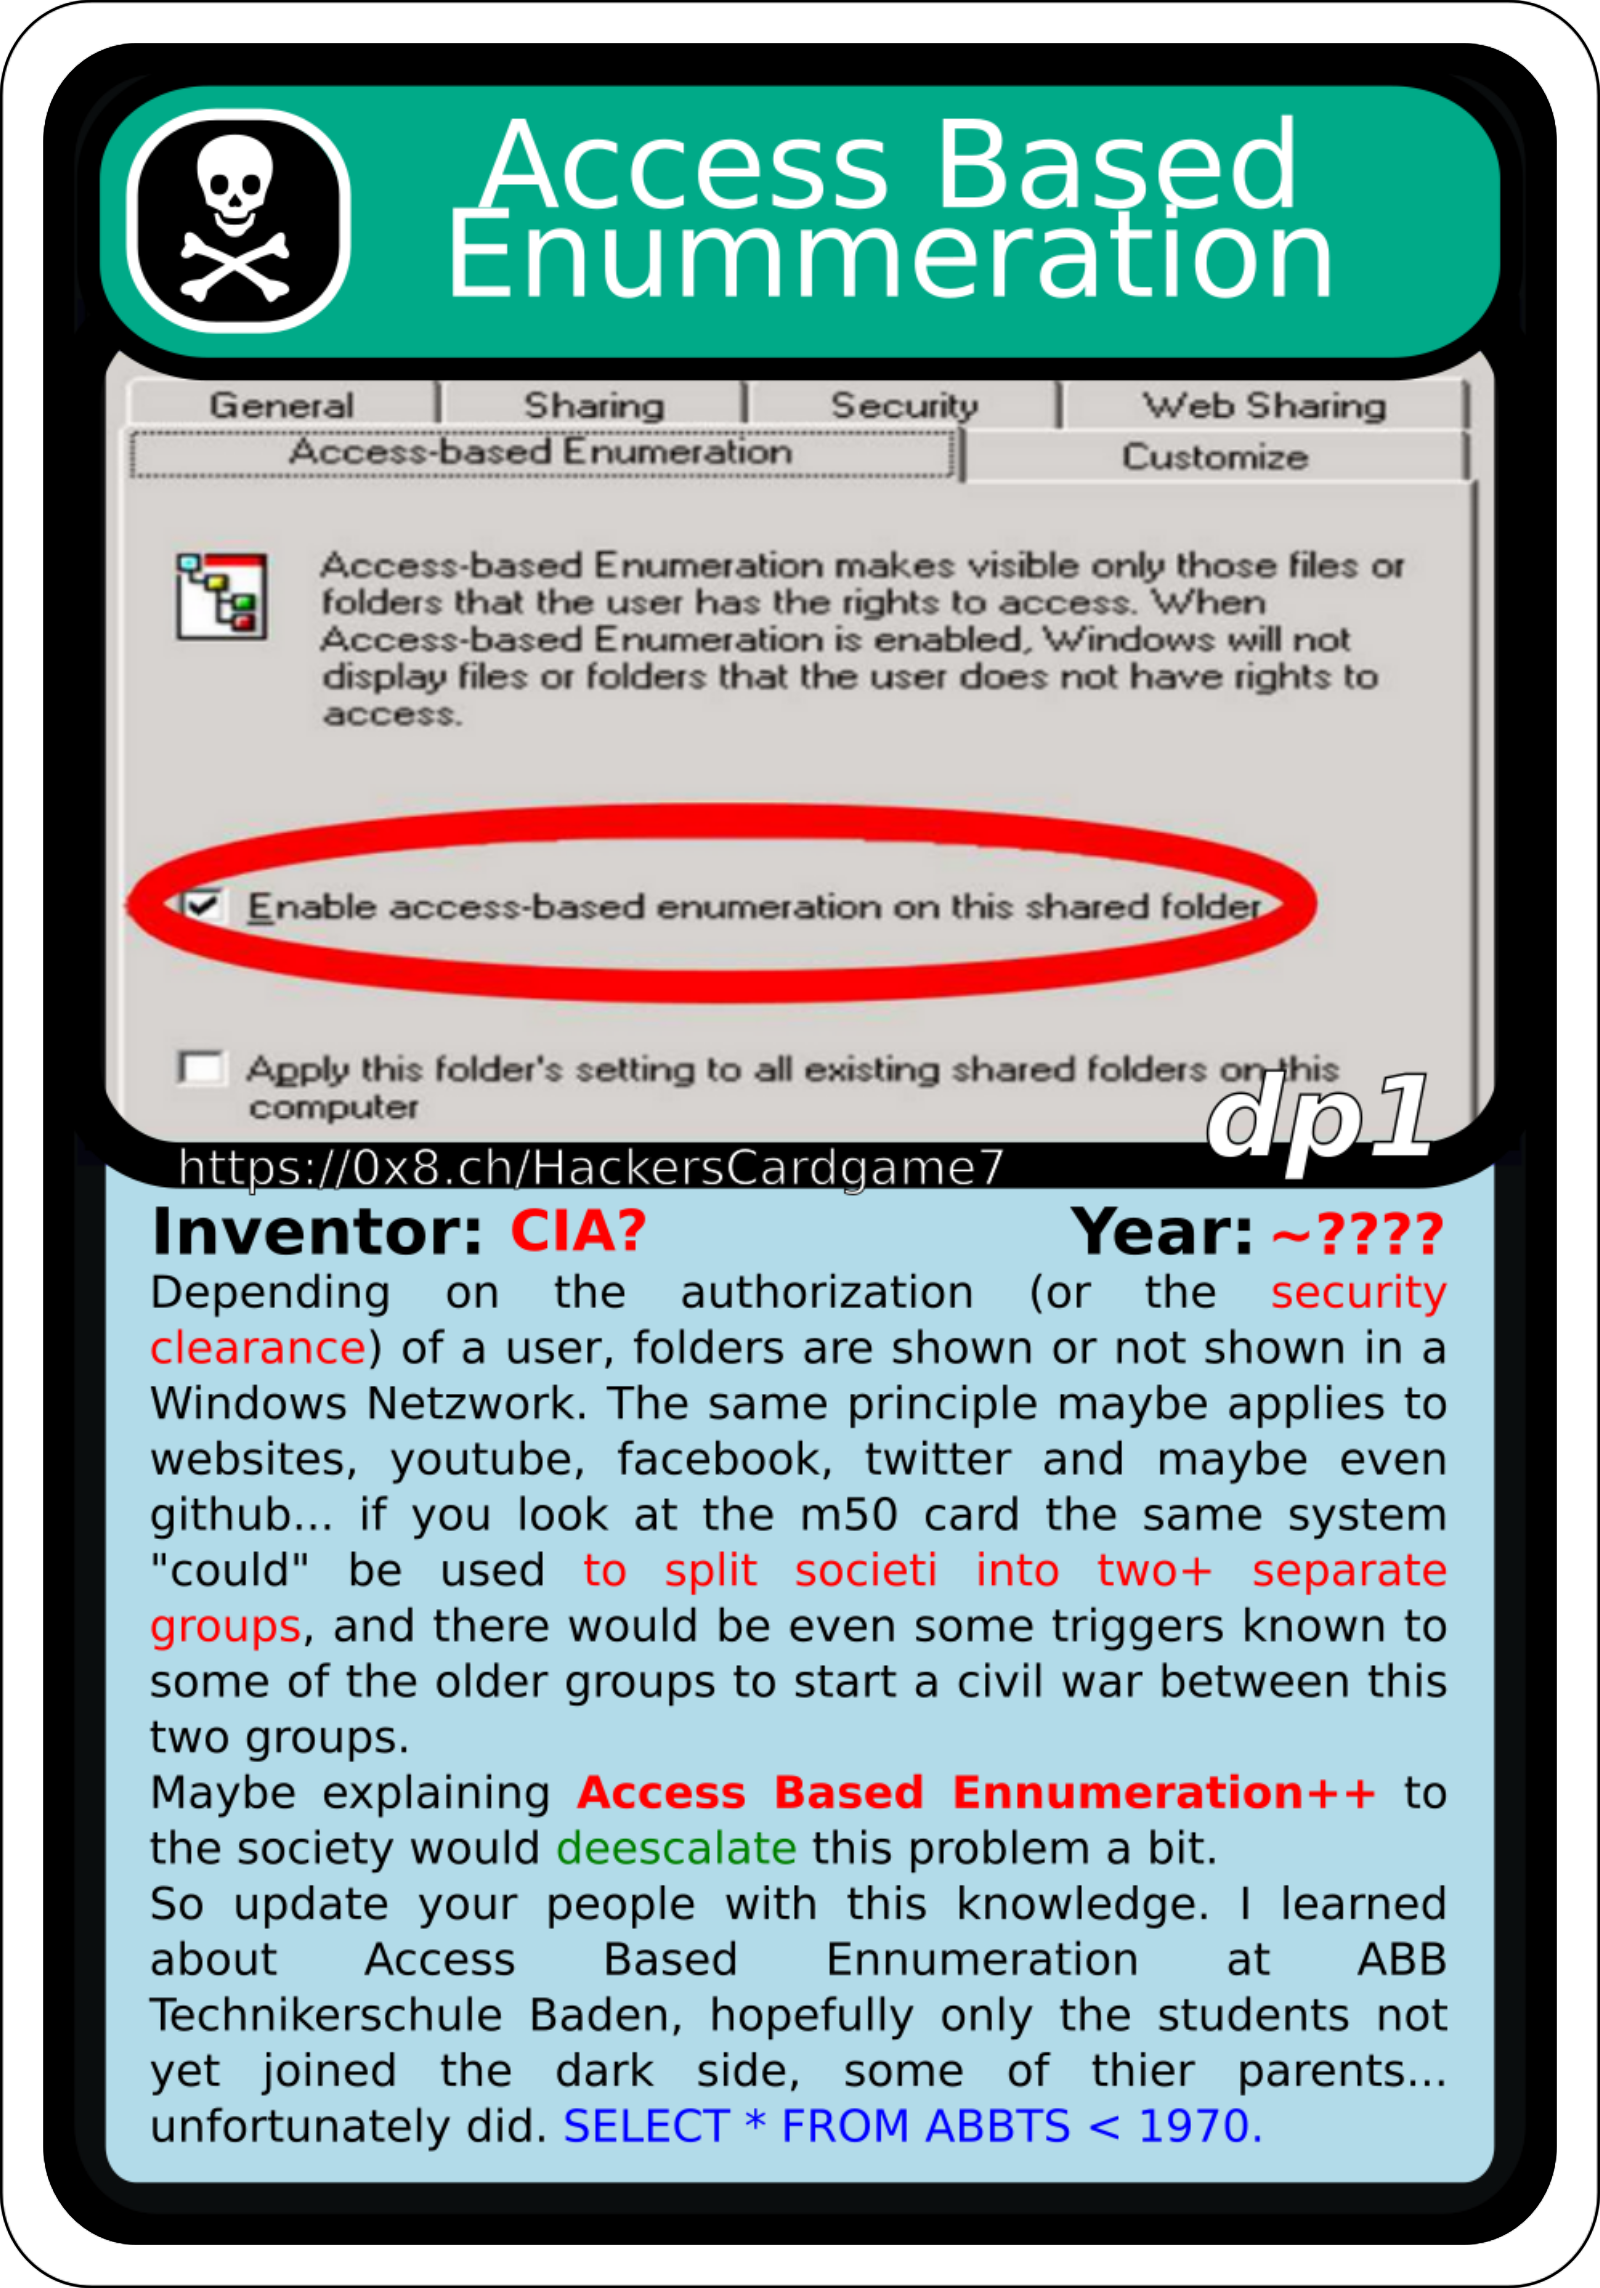 Access Based
Enummeration
General Sharing Security Web Sharing
Access-based Enumeration Customize
Access-based Enumeration makes visible only those files or
folders that the user has the rights to access. When
Access-based Enumeration is enabled, Windows will not
display files or folders that the user does not have rights to
access.
Enable access-based enumeration on this shared folder
Apply this folder's setting to all existing shared folders on this
computer
dp1
https://0x8.ch/HackersCardgame7
Inventor: CIA? Year: ~????
Depending on the authorization (or the security
clearance) of a user, folders are shown or not shown in a
Windows Netzwork. The same principle maybe applies to
websites, youtube, facebook, twitter and maybe even
github... if you look at the m50 card the same system
"could" be used to split societi into two+ separate
groups, and there would be even some triggers known to
some of the older groups to start a civil war between this
two groups.
Maybe explaining Access Based Ennumeration++ to
the society would deescalate this problem a bit.
So update your people with this knowledge. I learned
about Access Based Ennumeration at ABB
Technikerschule Baden, hopefully only the students not
yet joined the dark side, some of thier parents...
unfortunately did. SELECT * FROM ABBTS < 1970.